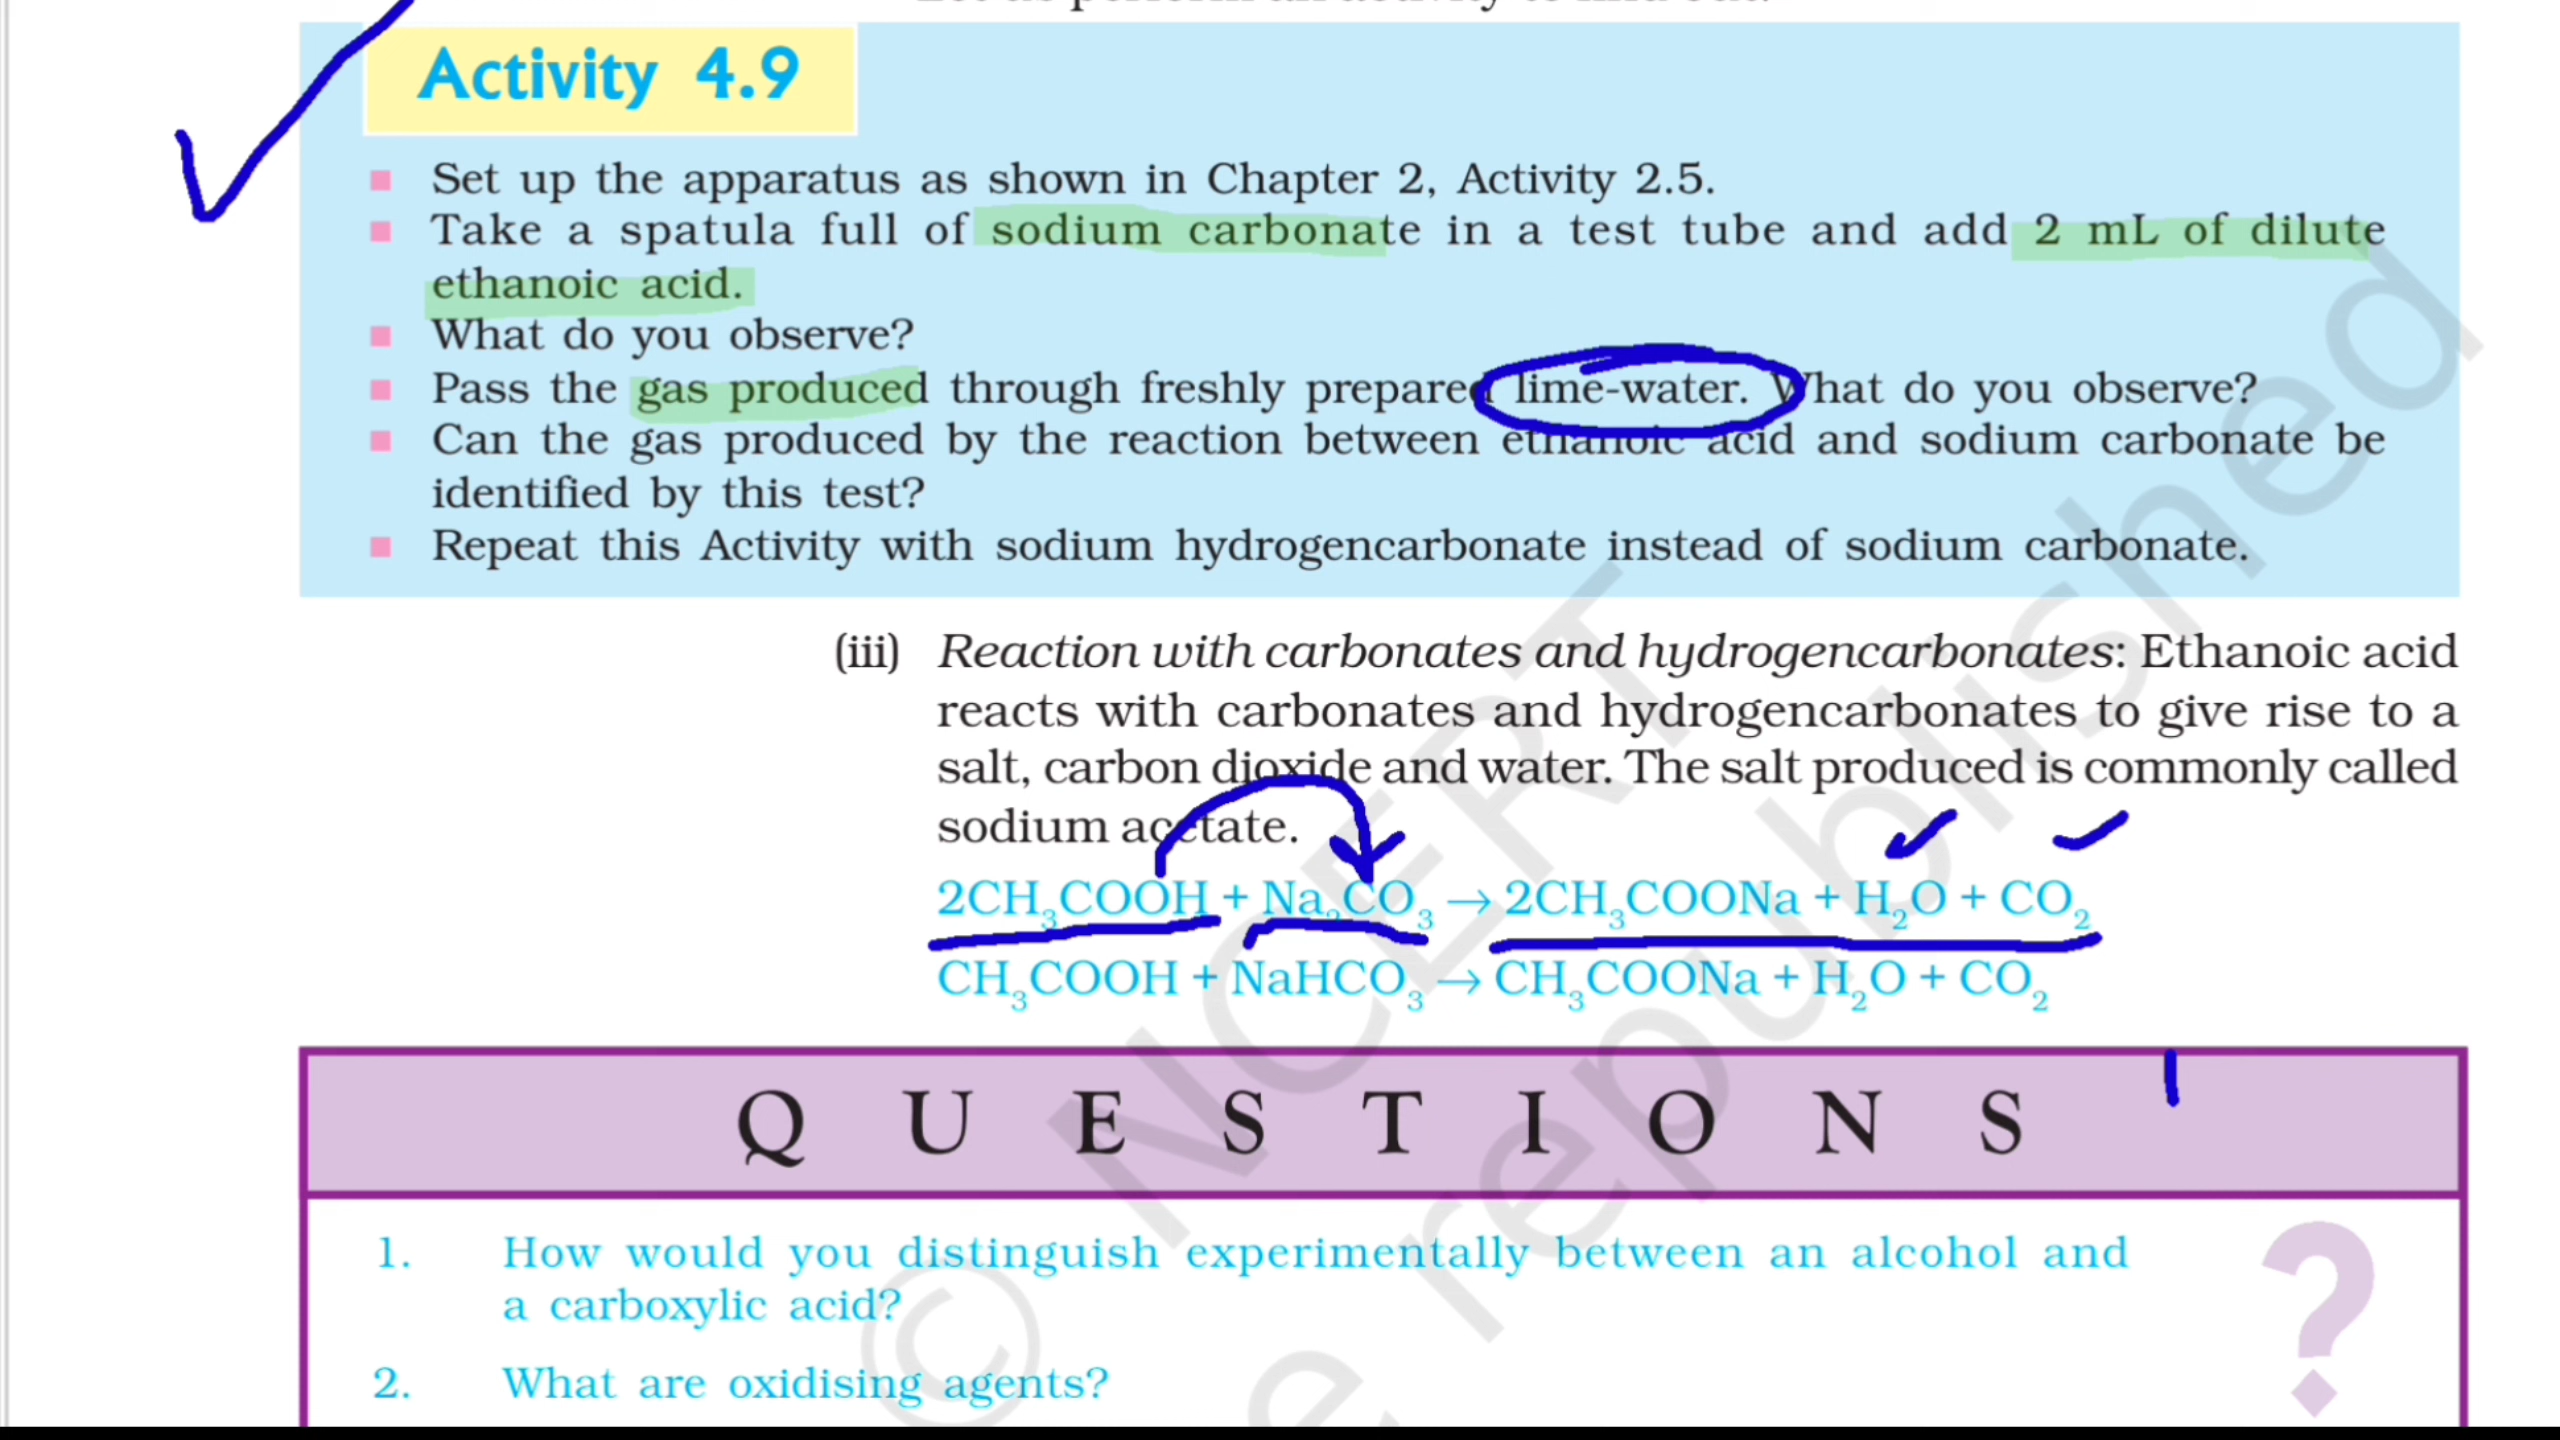 Activity 4.9
Set up the apparatus as shown in Chapter 2, Activity 2.5.
Take a spatula full of sodium carbonate in a test tube and add 2 mL of dilute
ethanoic acid.
What do you observe?
Pass the gas produced through freshly prepared lime-water. What do you observe?
Can the gas produced by the reaction between ethanoic acid and sodium carbonate be
identified by this test?
Repeat this Activity with sodium hydrogencarbonate instead of sodium carbonate.
(iii) Reaction with carbonates and hydrogencarbonates: Ethanoic acid
reacts with carbonates and hydrogencarbonates to give rise to a
salt, carbon dioxide and water. The salt produced is commonly called
sodium acetate.
2CH₃COOH + Na₂CO₃ → 2CH₃COONa + H₂O + CO₂
CH₃COOH + NaHCO₃ → CH₃COONa + H₂O + CO₂
QUESTIONS
1. How would you distinguish experimentally between an alcohol and
a carboxylic acid?
2. What are oxidising agents?
?
© NCERT
republished